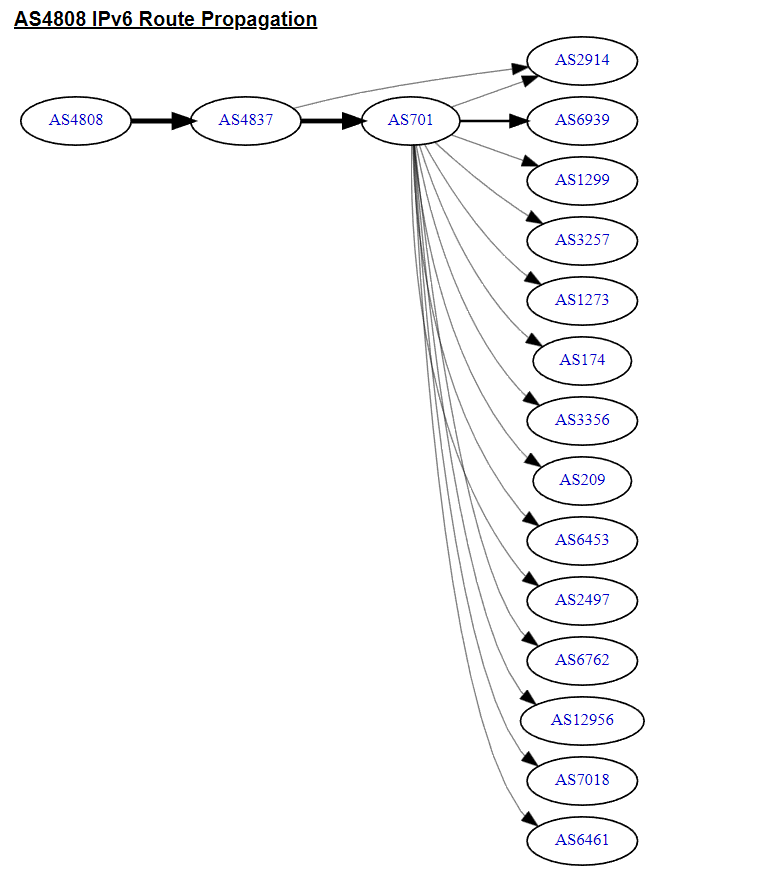 AS4808 IPv6 Route Propagation
AS2914
AS4808
AS4837
AS701
AS6939
AS1299
AS3257
AS1273
AS174
AS3356
AS209
AS6453
AS2497
AS6762
AS12956
AS7018
AS6461